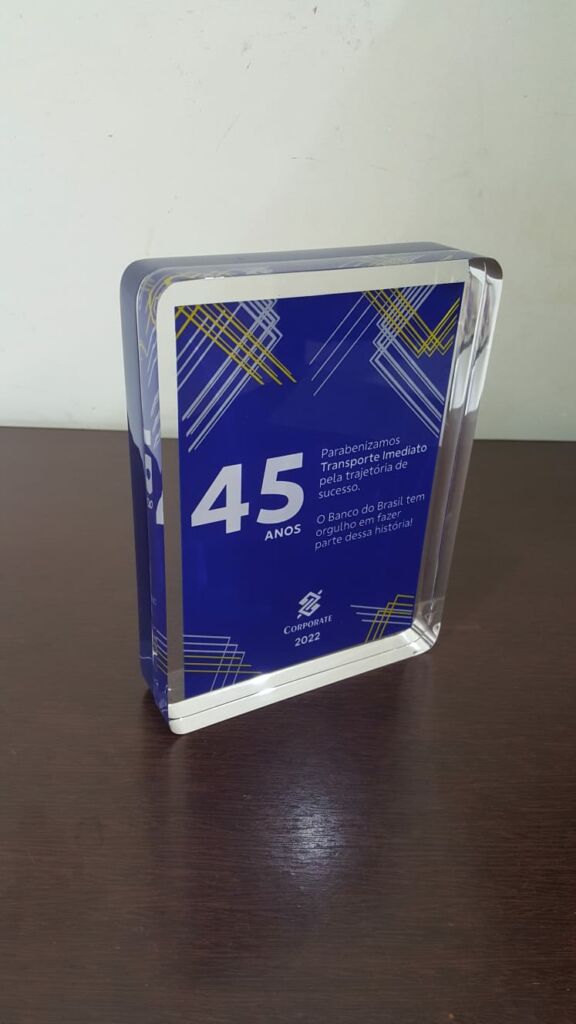 45
ANOS
Parabenizamos
Transporte Imediato
pela trajetória de
sucesso.
O Banco do Brasil tem
orgulho em fazer
parte dessa história!
CORPORATE
2022